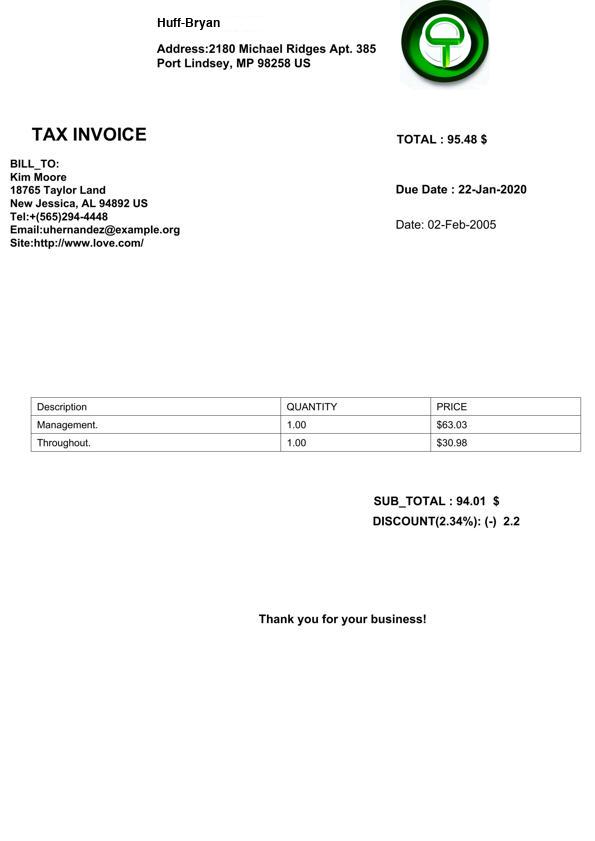 Huff-Bryan
Address:2180 Michael Ridges Apt. 385
Port Lindsey, MP 98258 US
TAX INVOICE
TOTAL : 95.48 $
BILL_TO:
Kim Moore
18765 Taylor Land
New Jessica, AL 94892 US
Tel:+(565)294-4448
Email:uhernandez@example.org
Site:http://www.love.com/
Due Date : 22-Jan-2020
Date: 02-Feb-2005
Description QUANTITY PRICE
Management. 1.00 $63.03
Throughout. 1.00 $30.98
SUB_TOTAL : 94.01 $
DISCOUNT(2.34%): (-) 2.2
Thank you for your business!